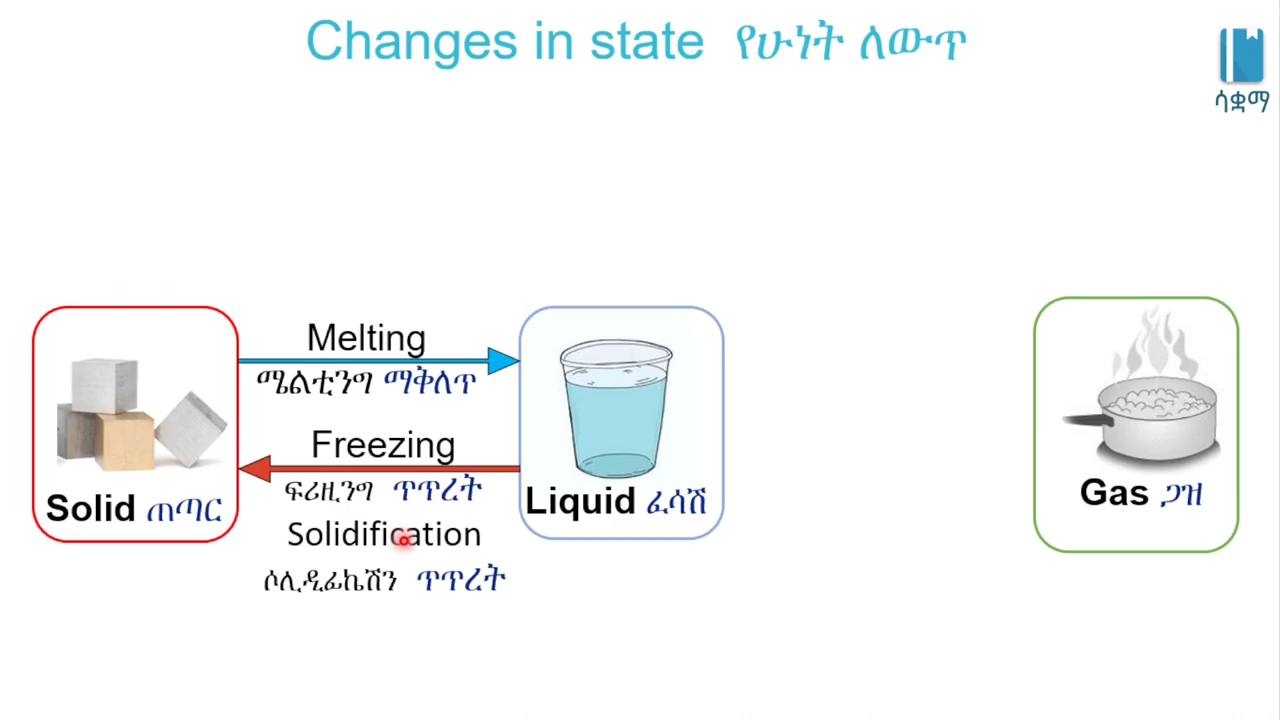 Changes in state የሁነት ለውጥ
ሳቋማ
Melting
ሜልቲንግ ማቅለጥ
Freezing
ፍሪዚንግ ጥጥረት
Solidification
ሶሊዲፊኬሽን ጥጥረት
Solid ጠጣር
Liquid ፈሳሽ
Gas ጋዝ